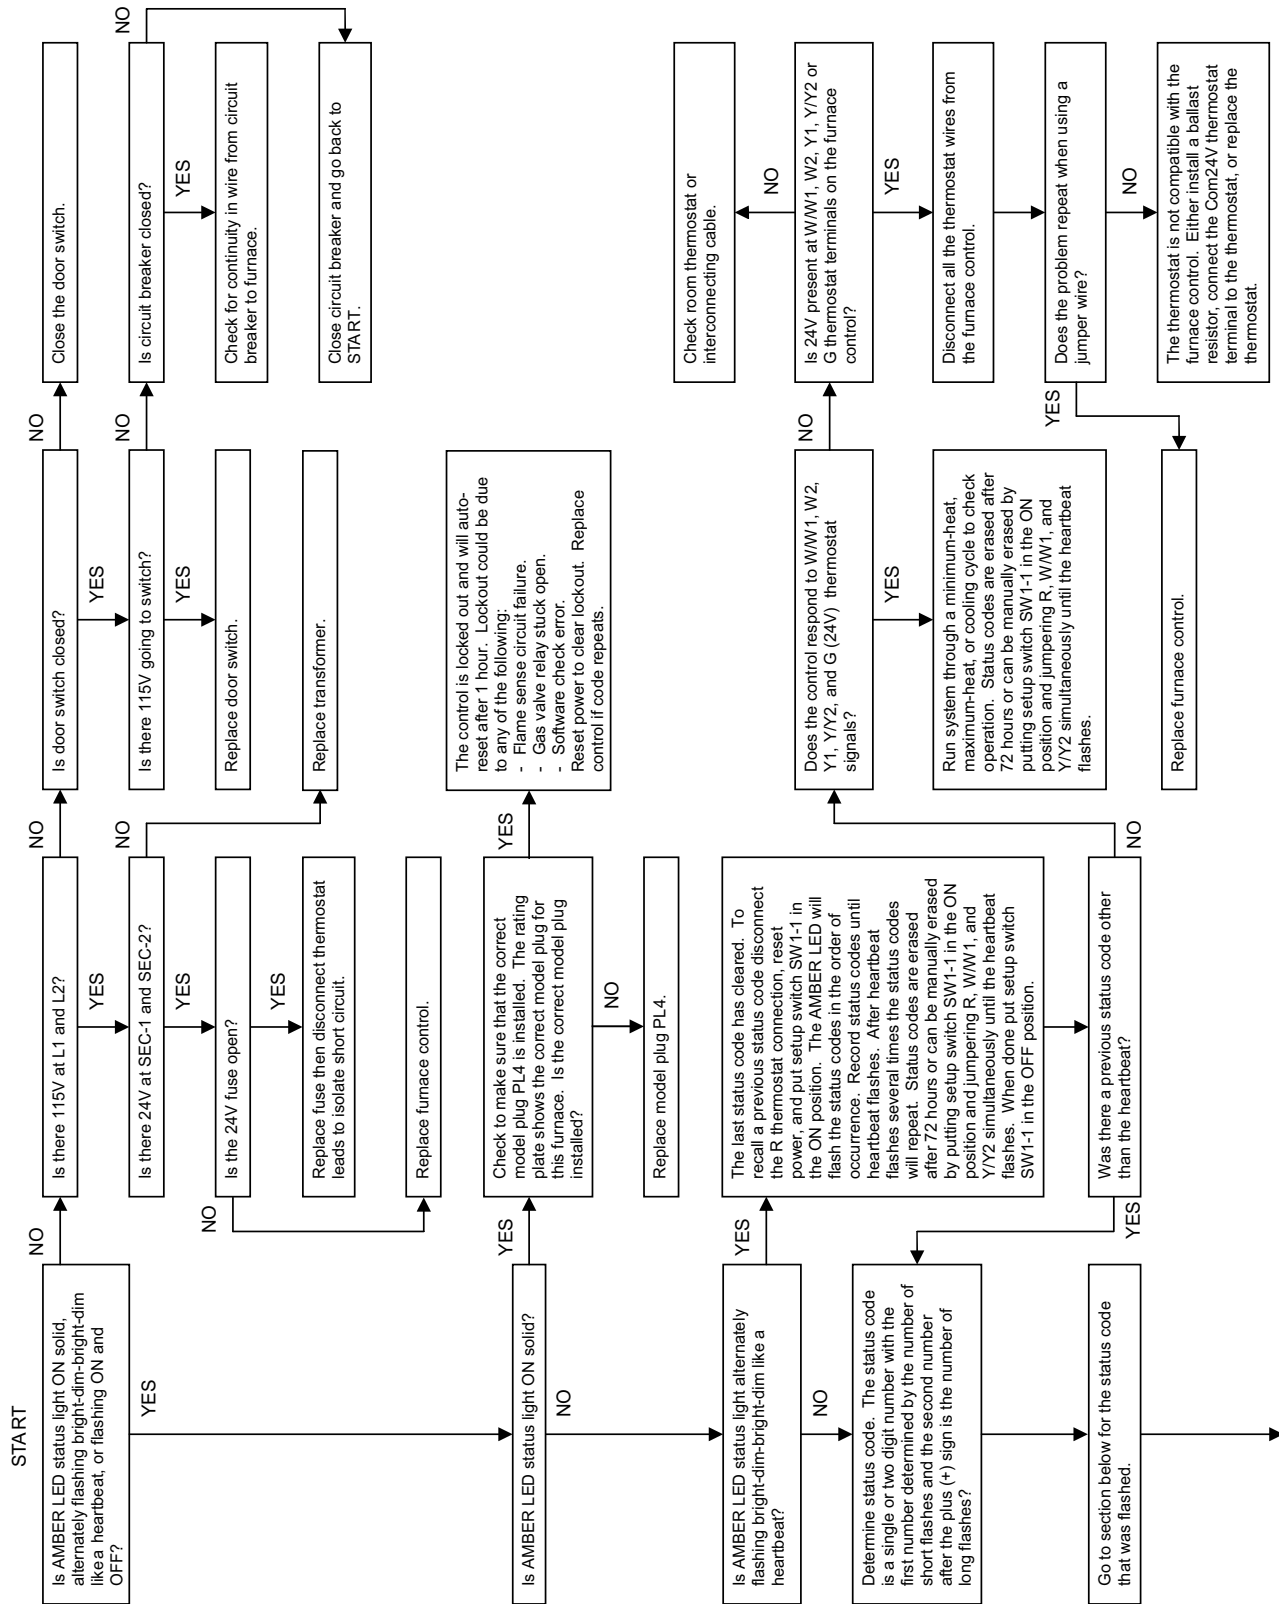 START
Is AMBER LED status light ON solid,
alternately flashing bright-dim-bright-dim
like a heartbeat, or flashing ON and
OFF?
NO
YES
Is there 115V at L1 and L2?
NO
YES
Is door switch closed?
NO
YES
Close the door switch.
Is there 24V at SEC-1 and SEC-2?
NO
YES
Is there 115V going to switch?
NO
YES
Is circuit breaker closed?
NO
YES
Is the 24V fuse open?
NO
YES
Replace door switch.
Check for continuity in wire from circuit
breaker to furnace.
Replace fuse then disconnect thermostat
leads to isolate short circuit.
Replace transformer.
Close circuit breaker and go back to
START.
Replace furnace control.
Is AMBER LED status light ON solid?
YES
NO
Check to make sure that the correct
model plug PL4 is installed. The rating
plate shows the correct model plug for
this furnace. Is the correct model plug
installed?
YES
NO
The control is locked out and will auto-
reset after 1 hour. Lockout could be due
to any of the following:
- Flame sense circuit failure.
- Gas valve relay stuck open.
- Software check error.
Reset power to clear lockout. Replace
control if code repeats.
Replace model plug PL4.
Is AMBER LED status light alternately
flashing bright-dim-bright-dim like a
heartbeat?
YES
NO
The last status code has cleared. To
recall a previous status code disconnect
the R thermostat connection, reset
power, and put setup switch SW1-1 in
the ON position. The AMBER LED will
flash the status codes in the order of
occurrence. Record status codes until
heartbeat flashes. After heartbeat
flashes several times the status codes
will repeat. Status codes are erased
after 72 hours or can be manually erased
by putting setup switch SW1-1 in the ON
position and jumpering R, W/W1, and
Y/Y2 simultaneously until the heartbeat
flashes. When done put setup switch
SW1-1 in the OFF position.
Was there a previous status code other
than the heartbeat?
NO
YES
Does the control respond to W/W1, W2,
Y1, Y/Y2, and G (24V) thermostat
signals?
NO
YES
Check room thermostat or
interconnecting cable.
NO
Is 24V present at W/W1, W2, Y1, Y/Y2 or
G thermostat terminals on the furnace
control?
YES
Run system through a minimum-heat,
maximum-heat, or cooling cycle to check
operation. Status codes are erased after
72 hours or can be manually erased by
putting setup switch SW1-1 in the ON
position and jumpering R, W/W1, and
Y/Y2 simultaneously until the heartbeat
flashes.
Disconnect all the thermostat wires from
the furnace control.
Does the problem repeat when using a
jumper wire?
YES
NO
Replace furnace control.
The thermostat is not compatible with the
furnace control. Either install a ballast
resistor, connect the Com24V thermostat
terminal to the thermostat, or replace the
thermostat.
Determine status code. The status code
is a single or two digit number with the
first number determined by the number of
short flashes and the second number
after the plus (+) sign is the number of
long flashes?
Go to section below for the status code
that was flashed.